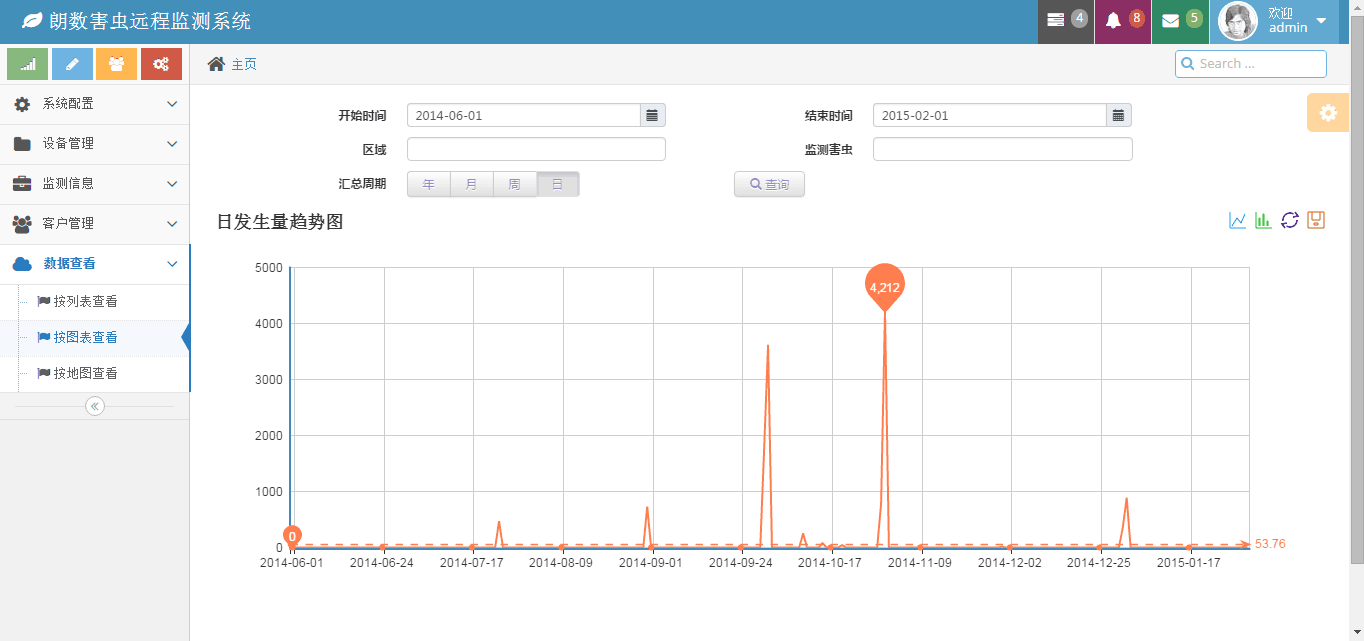 朗数害虫远程监测系统
4
8
5
欢迎
admin
主页
Search ...
系统配置
设备管理
监测信息
客户管理
数据查看
按列表查看
按图表查看
按地图查看
开始时间 2014-06-01 结束时间 2015-02-01
区域 监测害虫
汇总周期 年 月 周 日 查询
日发生量趋势图
5000
4,212
4000
3000
2000
1000
0
0
53.76
2014-06-01 2014-06-24 2014-07-17 2014-08-09 2014-09-01 2014-09-24 2014-10-17 2014-11-09 2014-12-02 2014-12-25 2015-01-17